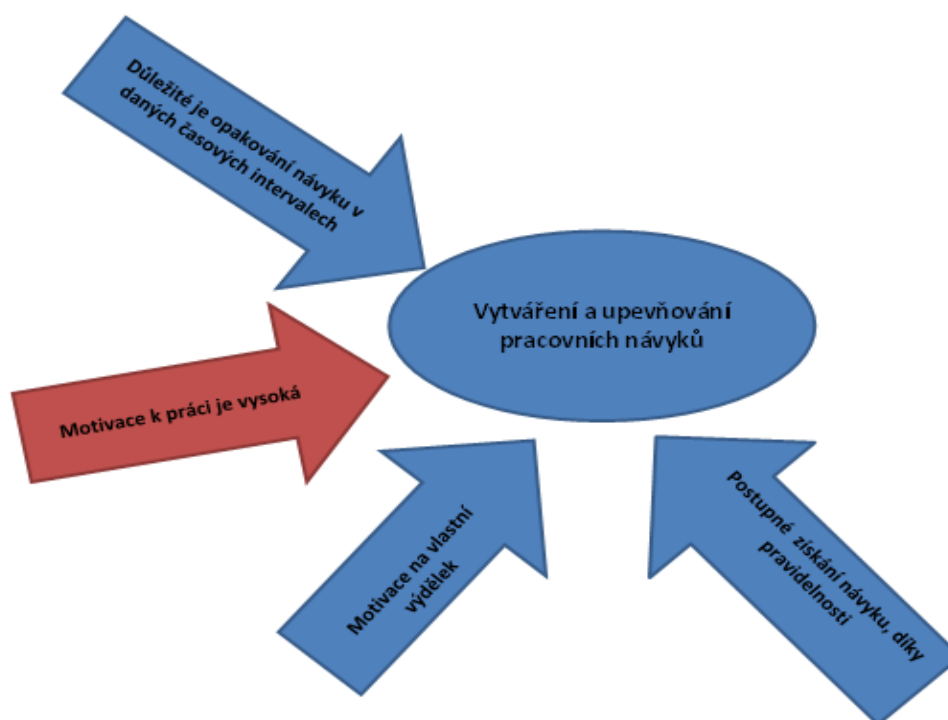 Důležité je opakování návyku v
daných časových intervalech
Vytváření a upevňování
pracovních návyků
Motivace k práci je vysoká
Motivace na vlastní
výdělek
Postupné získání návyku, díky
pravidelnosti